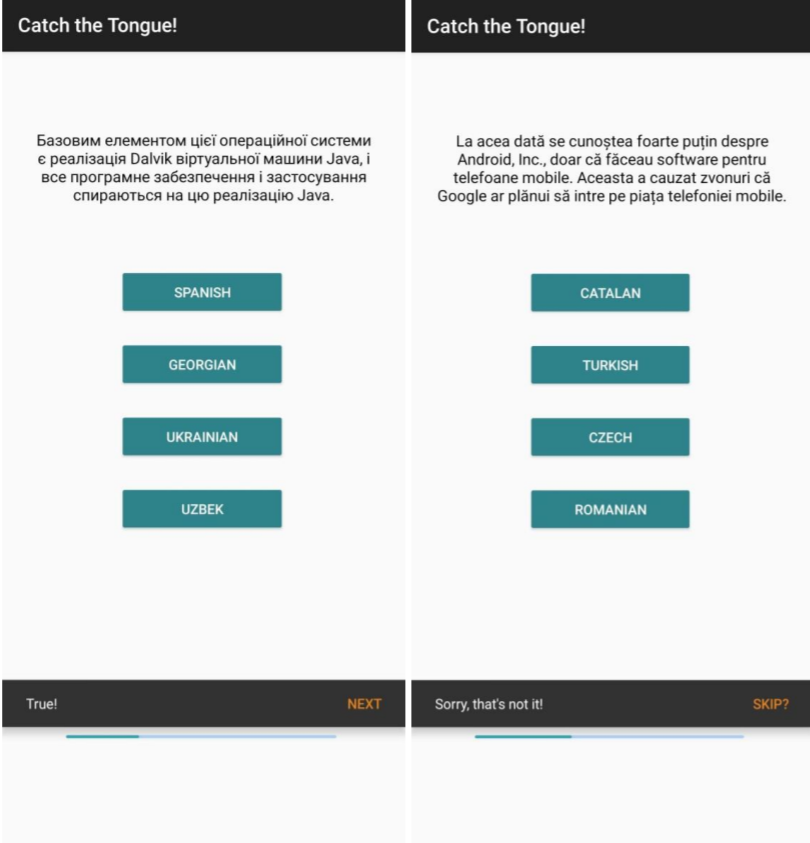 Catch the Tongue!
Базовим елементом цієї операційної системи
є реалізація Dalvik віртуальної машини Java, і
все програмне забезпечення і застосування
спираються на цю реалізацію Java.
SPANISH
GEORGIAN
UKRAINIAN
UZBEK
True!
NEXT
Catch the Tongue!
La acea dată se cunoștea foarte puțin despre
Android, Inc., doar că făceau software pentru
telefoane mobile. Aceasta a cauzat zvonuri că
Google ar plănui să intre pe piața telefoniei mobile.
CATALAN
TURKISH
CZECH
ROMANIAN
Sorry, that's not it!
SKIP?